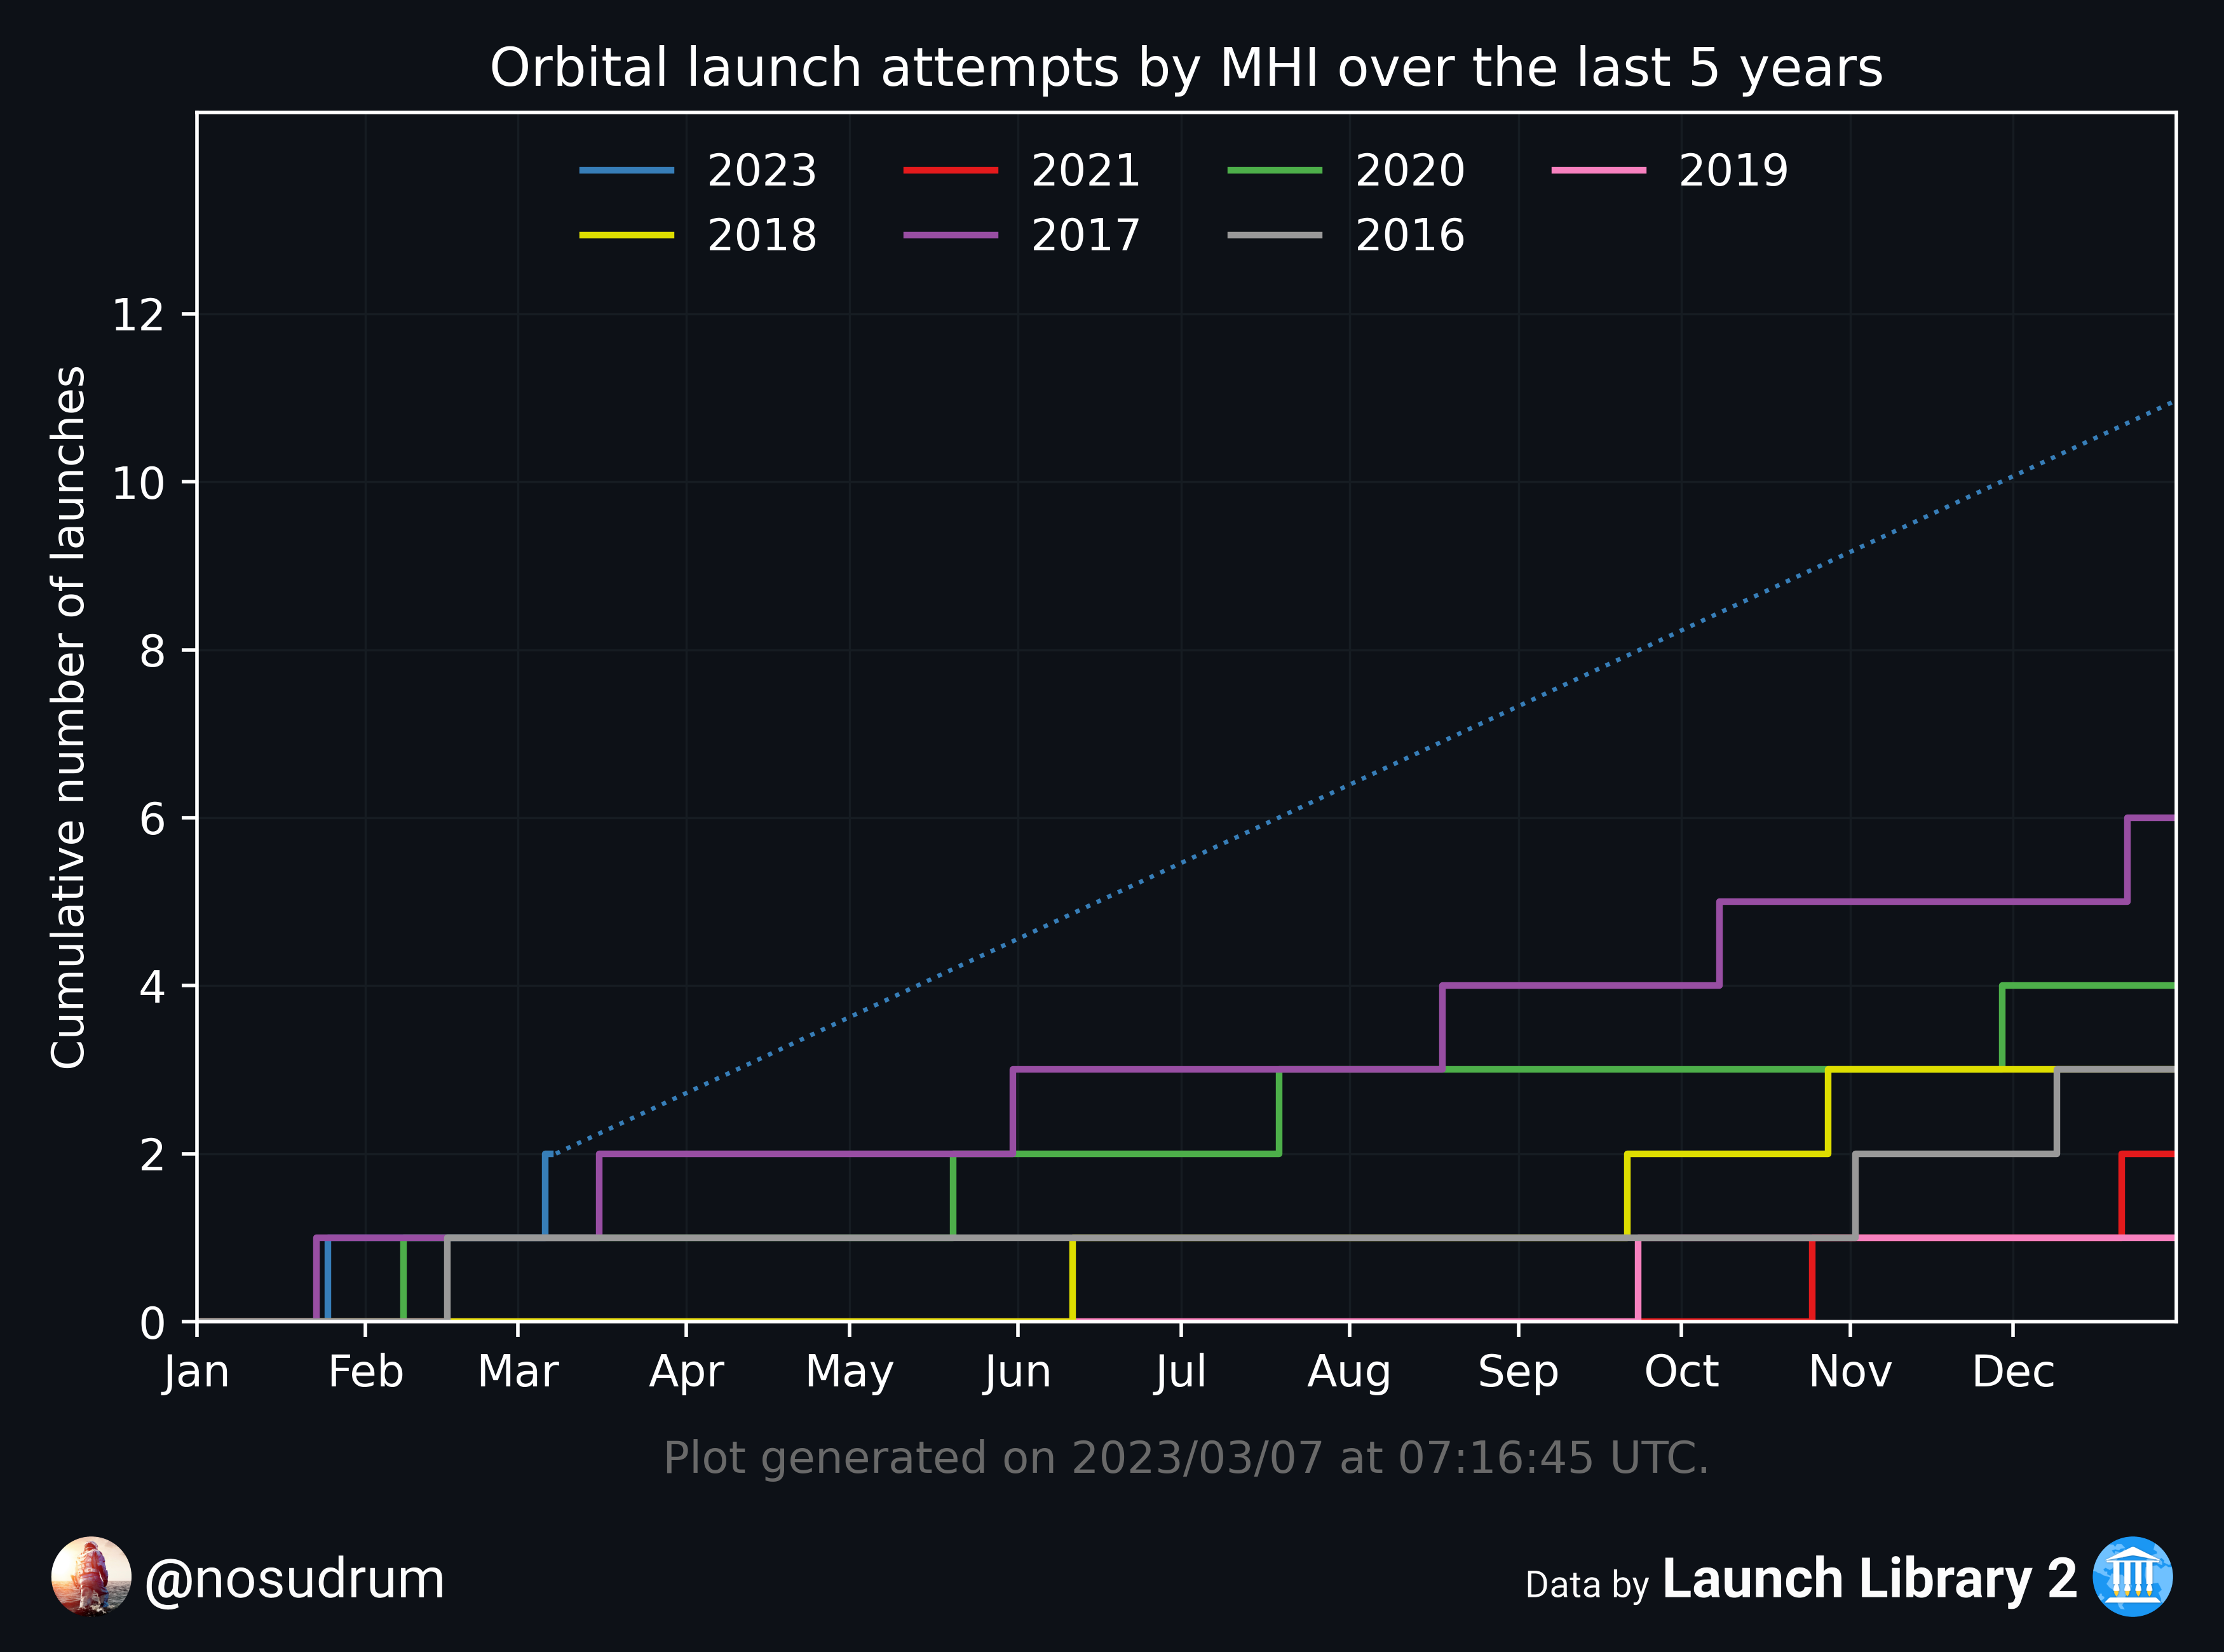 Orbital launch attempts by MHI over the last 5 years
2023 2021 2020 2019
2018 2017 2016
Cumulative number of launches
12
10
8
6
4
2
0
Jan Feb Mar Apr May Jun Jul Aug Sep Oct Nov Dec
Plot generated on 2023/03/07 at 07:16:45 UTC.
@nosudrum
Data by Launch Library 2